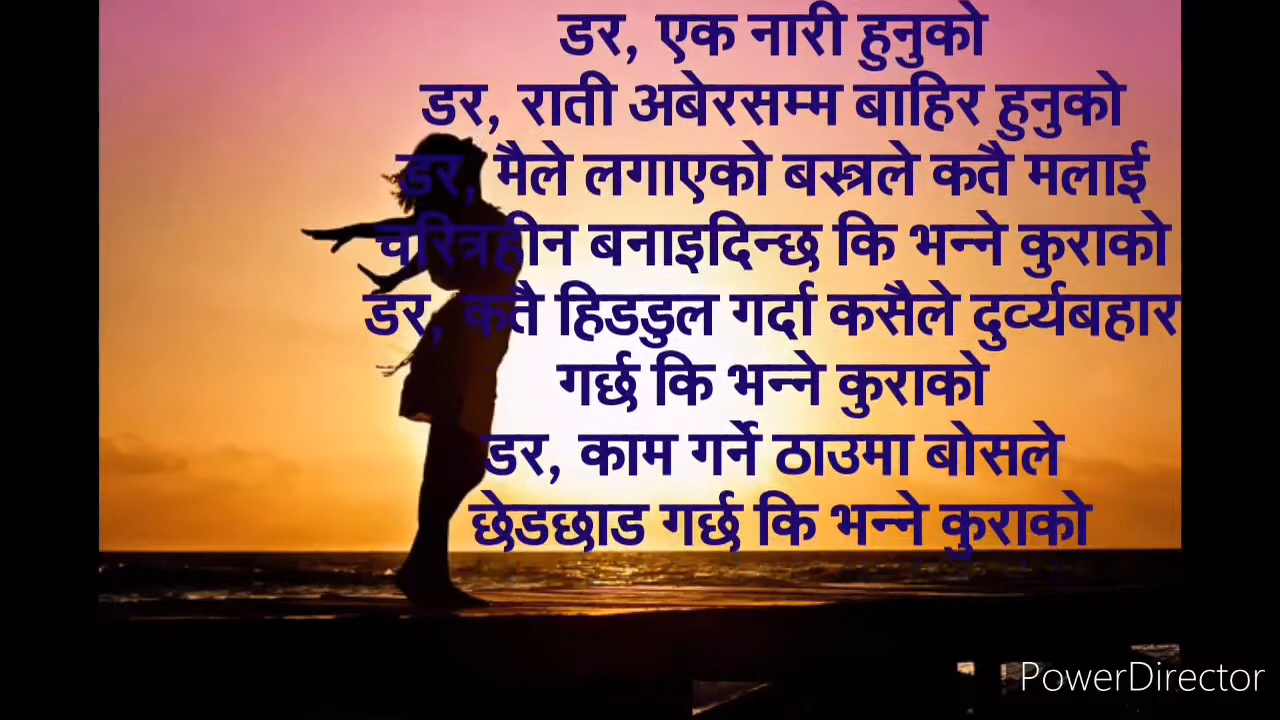 डर, एक नारी हुनुको
डर, राती अबेरसम्म बाहिर हुनुको
डर, मैले लगाएको बस्त्रले कतै मलाई
चरित्रहीन बनाइदिन्छ कि भन्ने कुराको
डर, कतै हिडडुल गर्दा कसैले दुर्व्यबहार
गर्छ कि भन्ने कुराको
डर, काम गर्ने ठाउमा बोसले
छेडछाड गर्छ कि भन्ने कुराको
PowerDirector